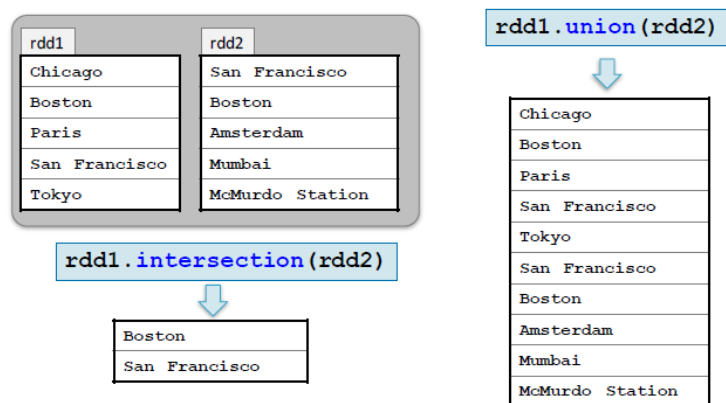 rdd1
Chicago
Boston
Paris
San Francisco
Tokyo
rdd2
San Francisco
Boston
Amsterdam
Mumbai
McMurdo Station
rdd1.intersection(rdd2)
Boston
San Francisco
rdd1.union(rdd2)
Chicago
Boston
Paris
San Francisco
Tokyo
San Francisco
Boston
Amsterdam
Mumbai
McMurdo Station